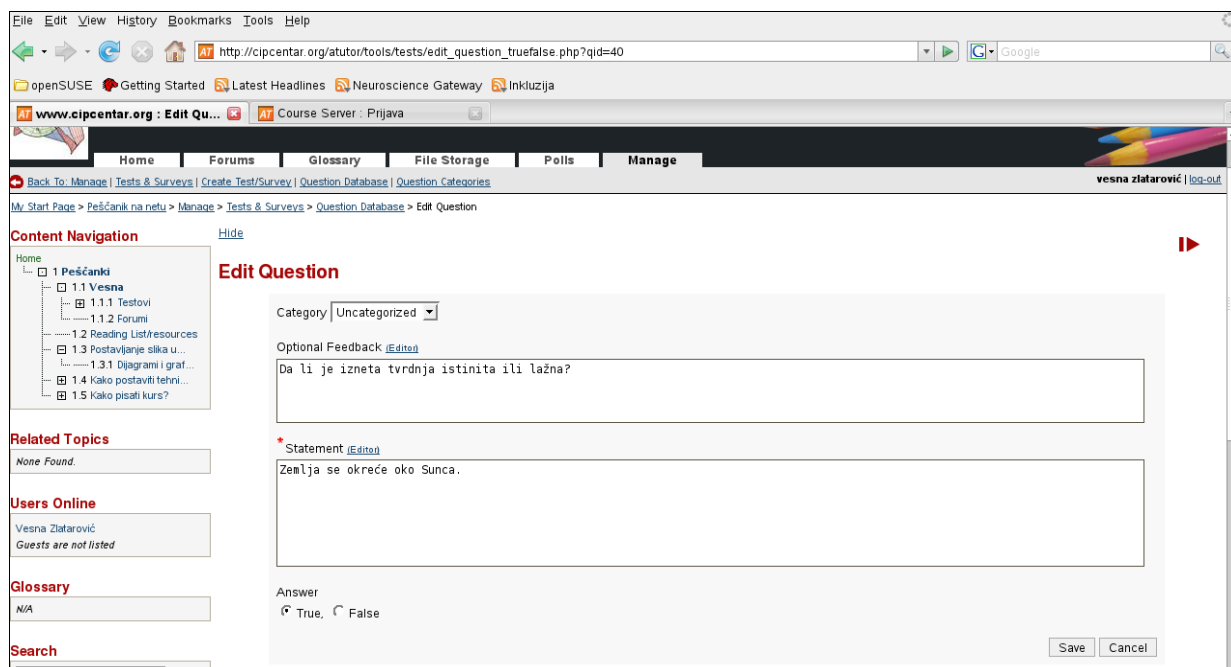 File Edit View History Bookmarks Tools Help
AT http://cipcentar.org/atutor/tools/tests/edit_question_truefalse.php?qid=40 G Google
openSUSE Getting Started Latest Headlines Neuroscience Gateway Inkluzija
AT www.cipcentar.org : Edit Qu... AT Course Server : Prijava
Home Forums Glossary File Storage Polls Manage
Back To: Manage | Tests & Surveys | Create Test/Survey | Question Database | Question Categories vesna zlatarović | log-out
My Start Page > Peščanik na netu > Manage > Tests & Surveys > Question Database > Edit Question
Content Navigation
Home
1 Peščanki
1.1 Vesna
1.1.1 Testovi
1.1.2 Forumi
1.2 Reading List/resources
1.3 Postavljanje slika u...
1.3.1 Dijagrami i graf...
1.4 Kako postaviti tehni...
1.5 Kako pisati kurs?
Related Topics
None Found.
Users Online
Vesna Zlatarović
Guests are not listed
Glossary
N/A
Search
Hide
Edit Question
Category Uncategorized
Optional Feedback (Editor)
Da li je izneta tvrdnja istinita ili lažna?
* Statement (Editor)
Zemlja se okreće oko Sunca.
Answer
True, False
Save Cancel